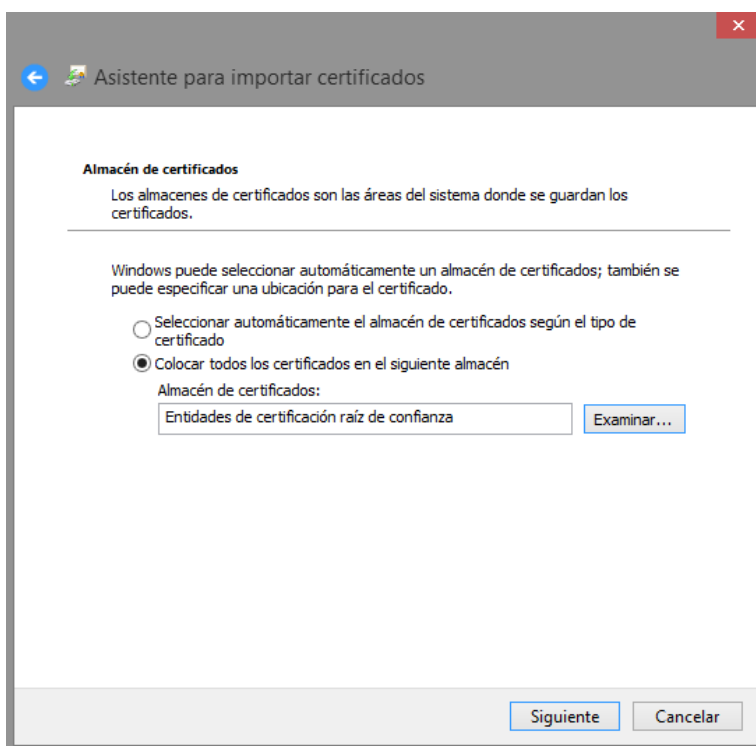 Asistente para importar certificados
Almacén de certificados
Los almacenes de certificados son las áreas del sistema donde se guardan los
certificados.
Windows puede seleccionar automáticamente un almacén de certificados; también se
puede especificar una ubicación para el certificado.
Seleccionar automáticamente el almacén de certificados según el tipo de
certificado
Colocar todos los certificados en el siguiente almacén
Almacén de certificados:
Entidades de certificación raíz de confianza
Examinar...
Siguiente
Cancelar